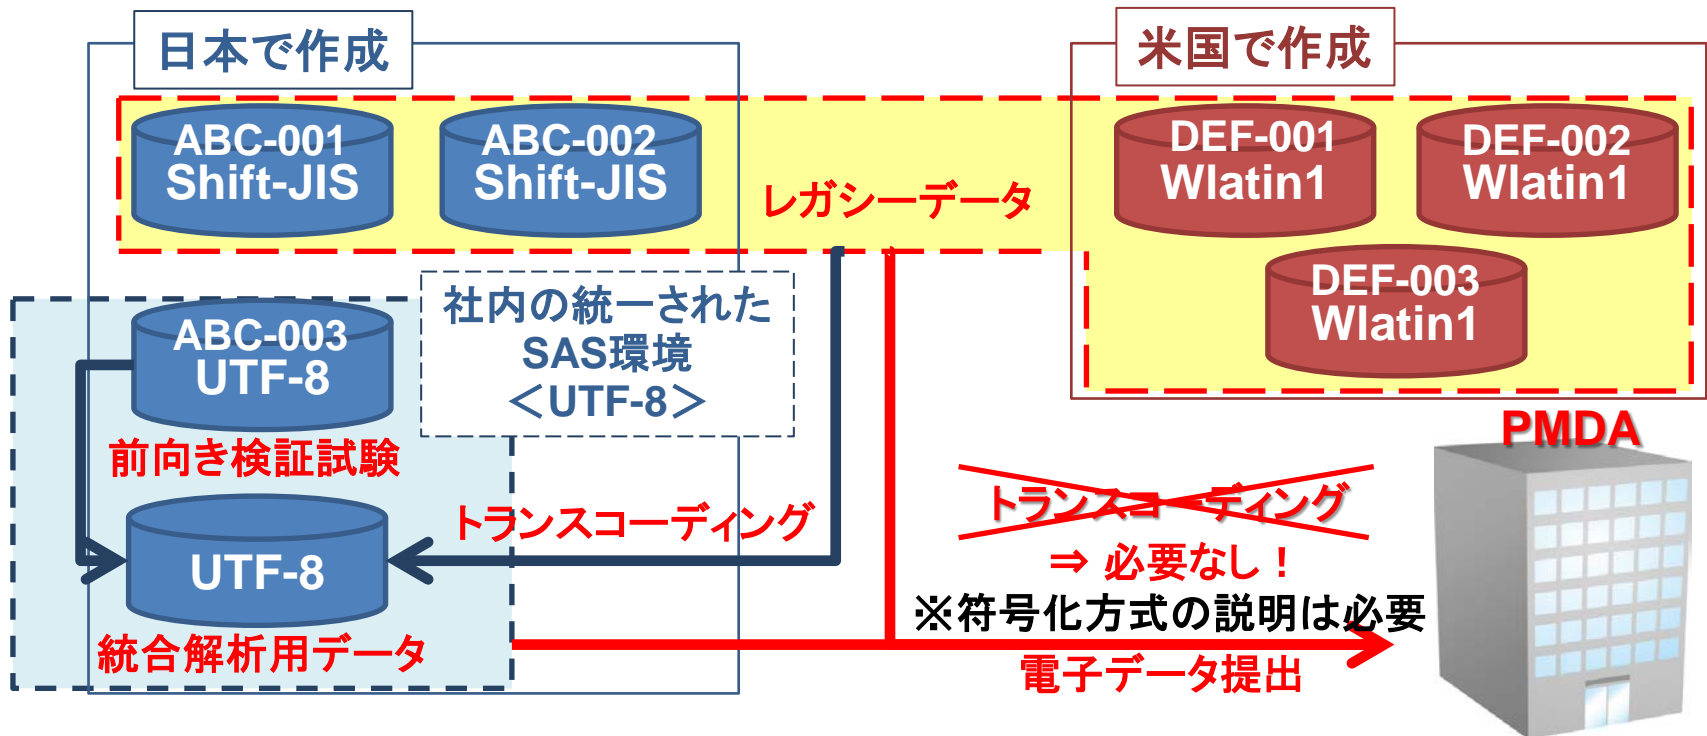 日本で作成
米国で作成
ABC-001
Shift-JIS
ABC-002
Shift-JIS
レガシーデータ
DEF-001
Wlatin1
DEF-002
Wlatin1
DEF-003
Wlatin1
社内の統一された
SAS環境
＜UTF-8＞
ABC-003
UTF-8
前向き検証試験
トランスコーディング
UTF-8
統合解析用データ
PMDA
トランスコーディング
⇒ 必要なし！
※符号化方式の説明は必要
電子データ提出